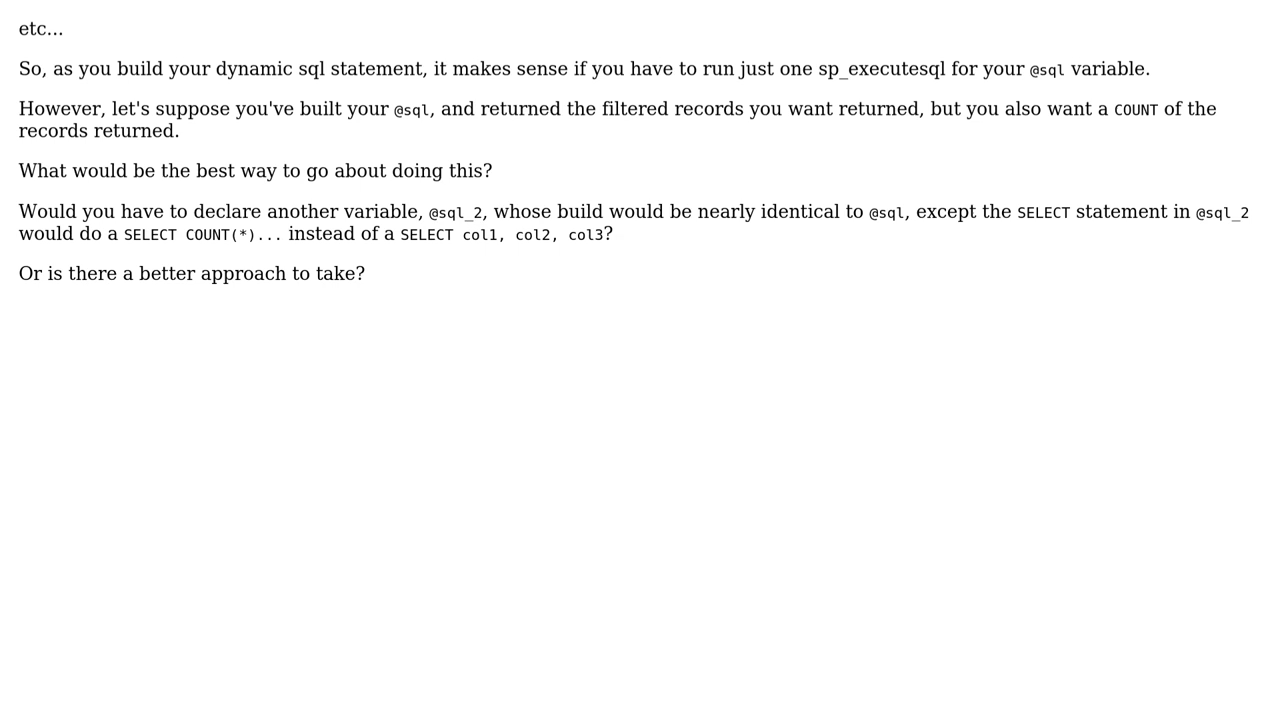 etc...
So, as you build your dynamic sql statement, it makes sense if you have to run just one sp_executesql for your @sql variable.
However, let's suppose you've built your @sql, and returned the filtered records you want returned, but you also want a COUNT of the
records returned.
What would be the best way to go about doing this?
Would you have to declare another variable, @sql_2, whose build would be nearly identical to @sql, except the SELECT statement in @sql_2
would do a SELECT COUNT(*)... instead of a SELECT col1, col2, col3?
Or is there a better approach to take?